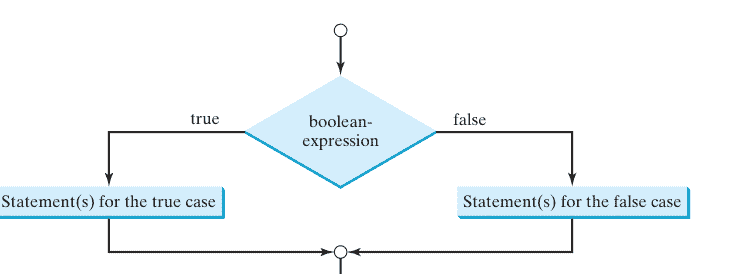 true
boolean-
expression
false
Statement(s) for the true case
Statement(s) for the false case